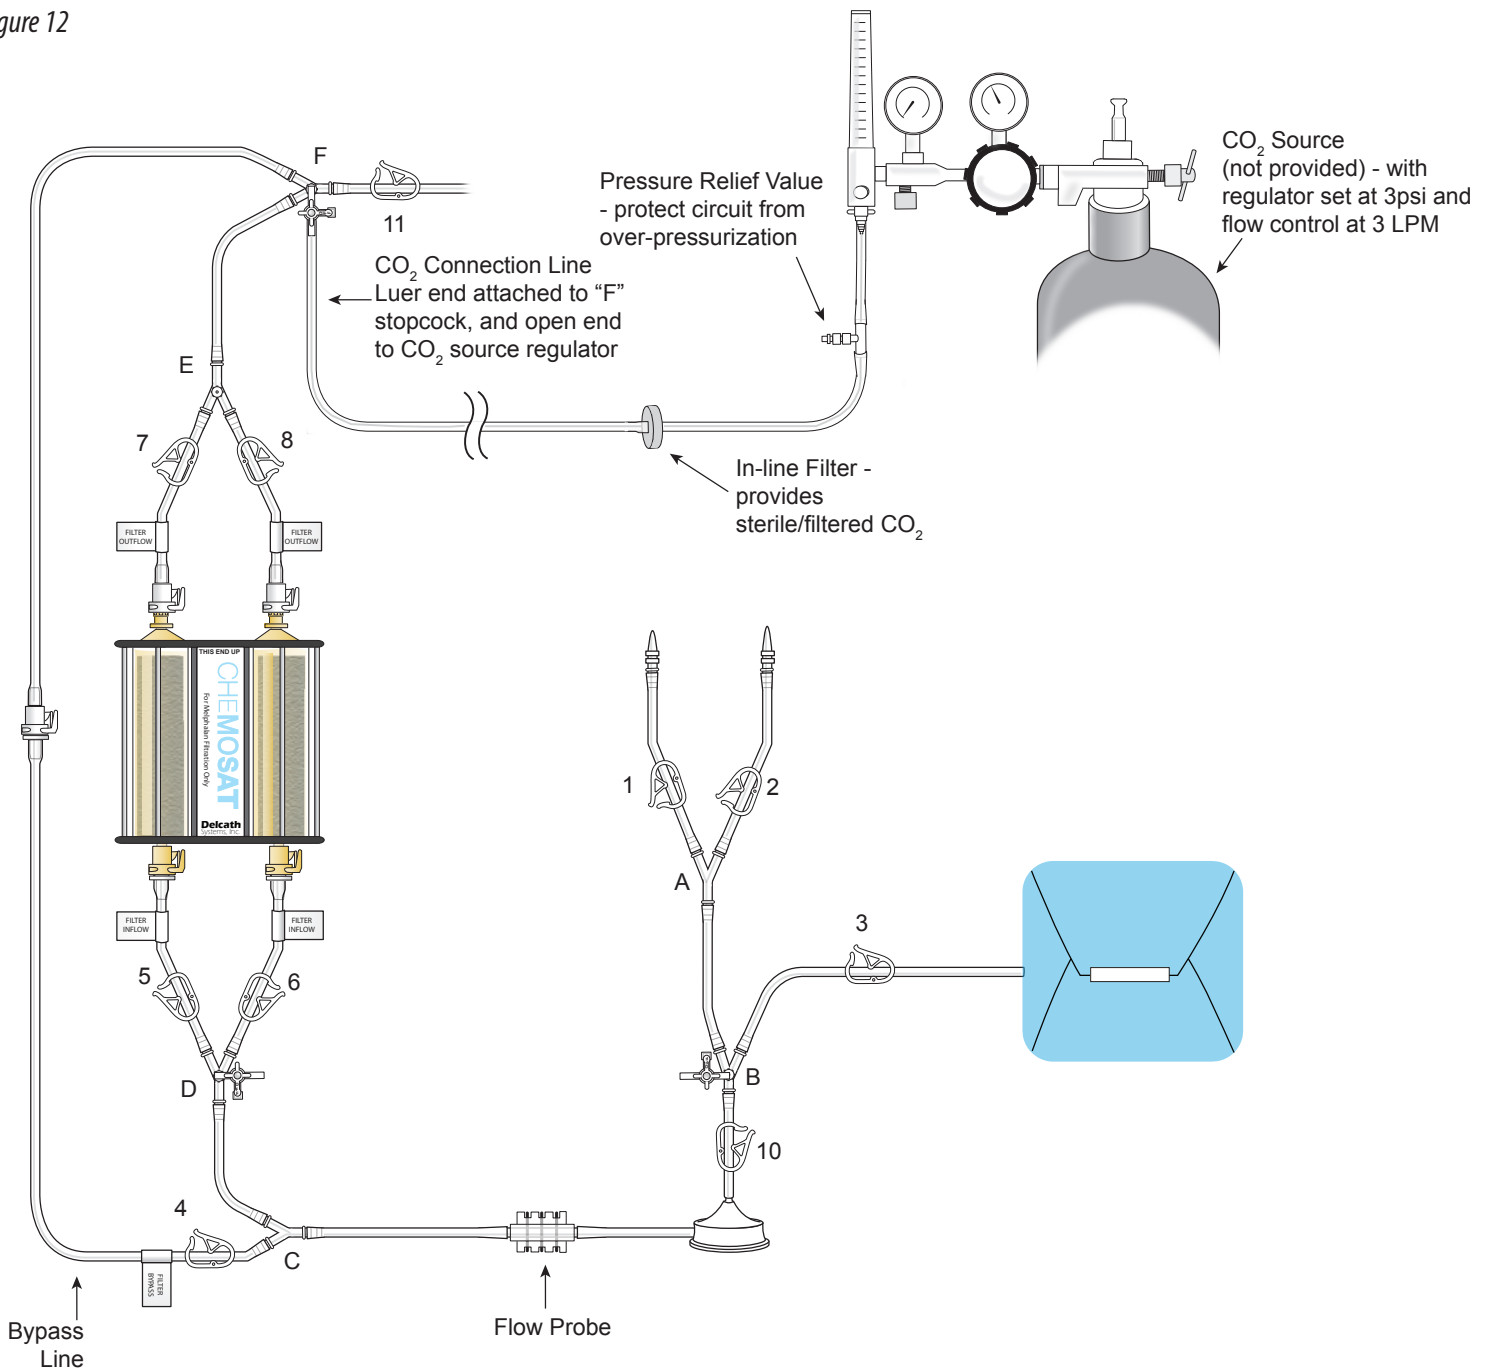 gure 12
F
11
CO2 Connection Line
Luer end attached to “F”
stopcock, and open end
to CO2 source regulator
Pressure Relief Value
- protect circuit from
over-pressurization
CO2 Source
(not provided) - with
regulator set at 3psi and
flow control at 3 LPM
E
7
8
In-line Filter -
provides
sterile/filtered CO2
FILTER
OUTFLOW
FILTER
OUTFLOW
THIS END UP
CHEMOSAT
For Melphalan Filtration Only
Delcath
Systems, Inc.
1
2
A
3
FILTER
INFLOW
FILTER
INFLOW
5
6
D
B
10
4
C
FILTER
BYPASS
Bypass
Line
Flow Probe